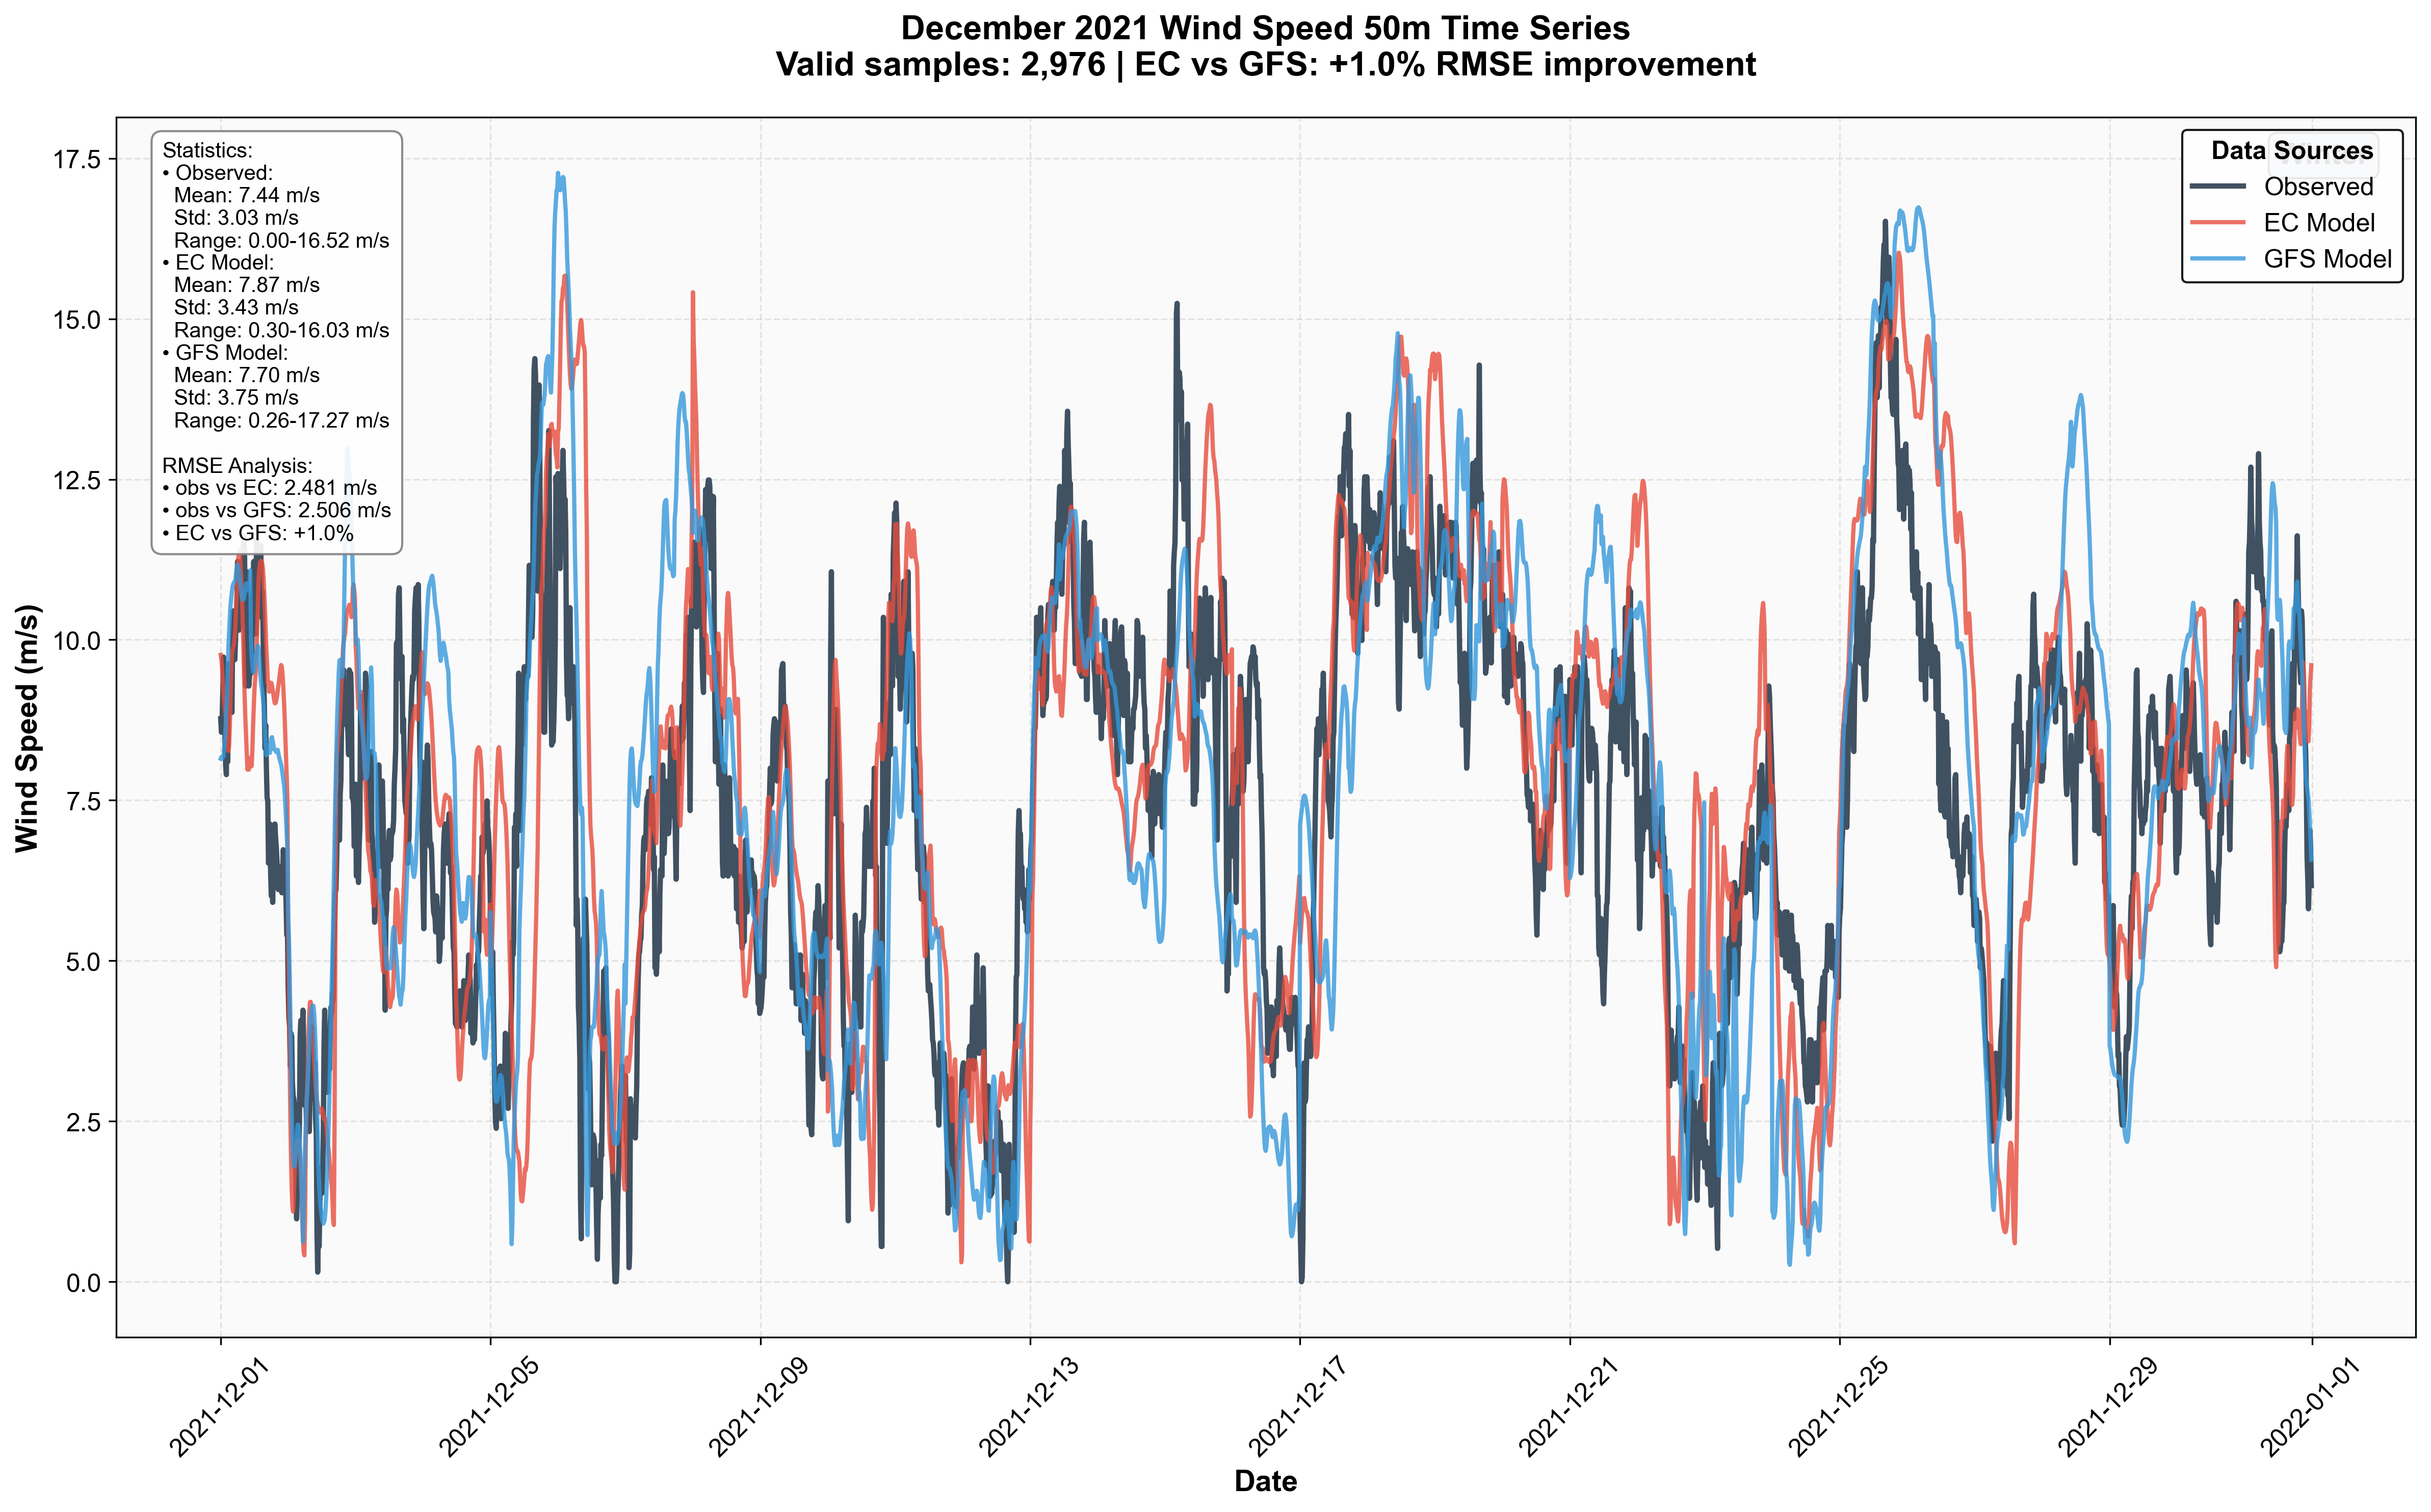 December 2021 Wind Speed 50m Time Series
Valid samples: 2,976 | EC vs GFS: +1.0% RMSE improvement
Statistics:
• Observed:
Mean: 7.44 m/s
Std: 3.03 m/s
Range: 0.00-16.52 m/s
• EC Model:
Mean: 7.87 m/s
Std: 3.43 m/s
Range: 0.30-16.03 m/s
• GFS Model:
Mean: 7.70 m/s
Std: 3.75 m/s
Range: 0.26-17.27 m/s
RMSE Analysis:
• obs vs EC: 2.481 m/s
• obs vs GFS: 2.506 m/s
• EC vs GFS: +1.0%
Data Sources
Observed
EC Model
GFS Model
Wind Speed (m/s)
17.5
15.0
12.5
10.0
7.5
5.0
2.5
0.0
2021-12-01
2021-12-05
2021-12-09
2021-12-13
2021-12-17
2021-12-21
2021-12-25
2021-12-29
2022-01-01
Date